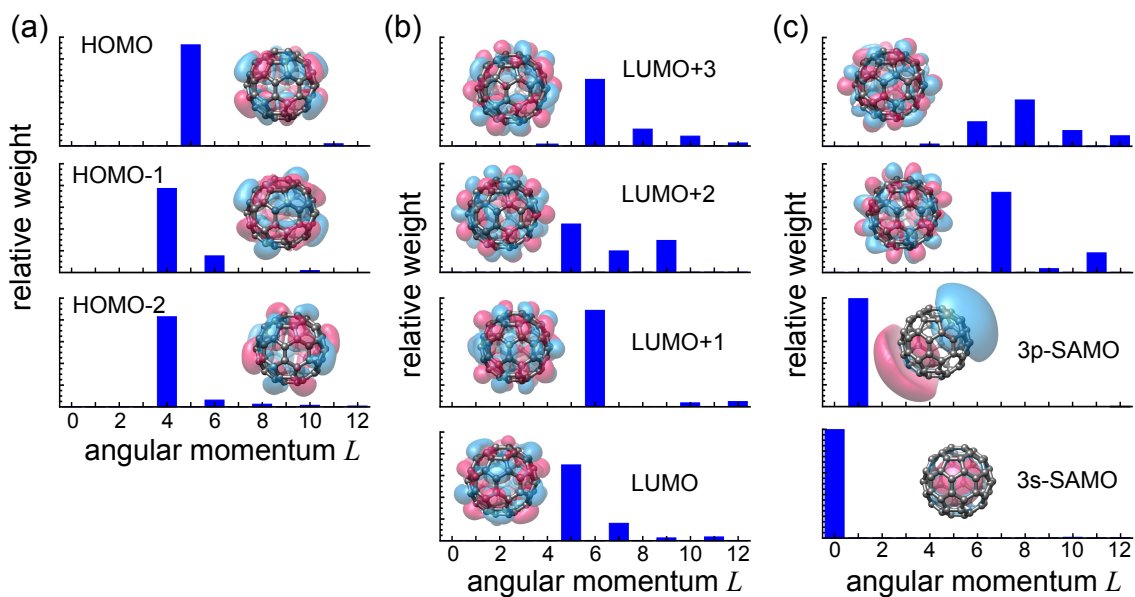 (a)
HOMO
HOMO-1
HOMO-2
relative weight
0 2 4 6 8 10 12
angular momentum L
(b)
LUMO+3
LUMO+2
LUMO+1
LUMO
relative weight
0 2 4 6 8 10 12
angular momentum L
(c)
3p-SAMO
3s-SAMO
relative weight
0 2 4 6 8 10 12
angular momentum L